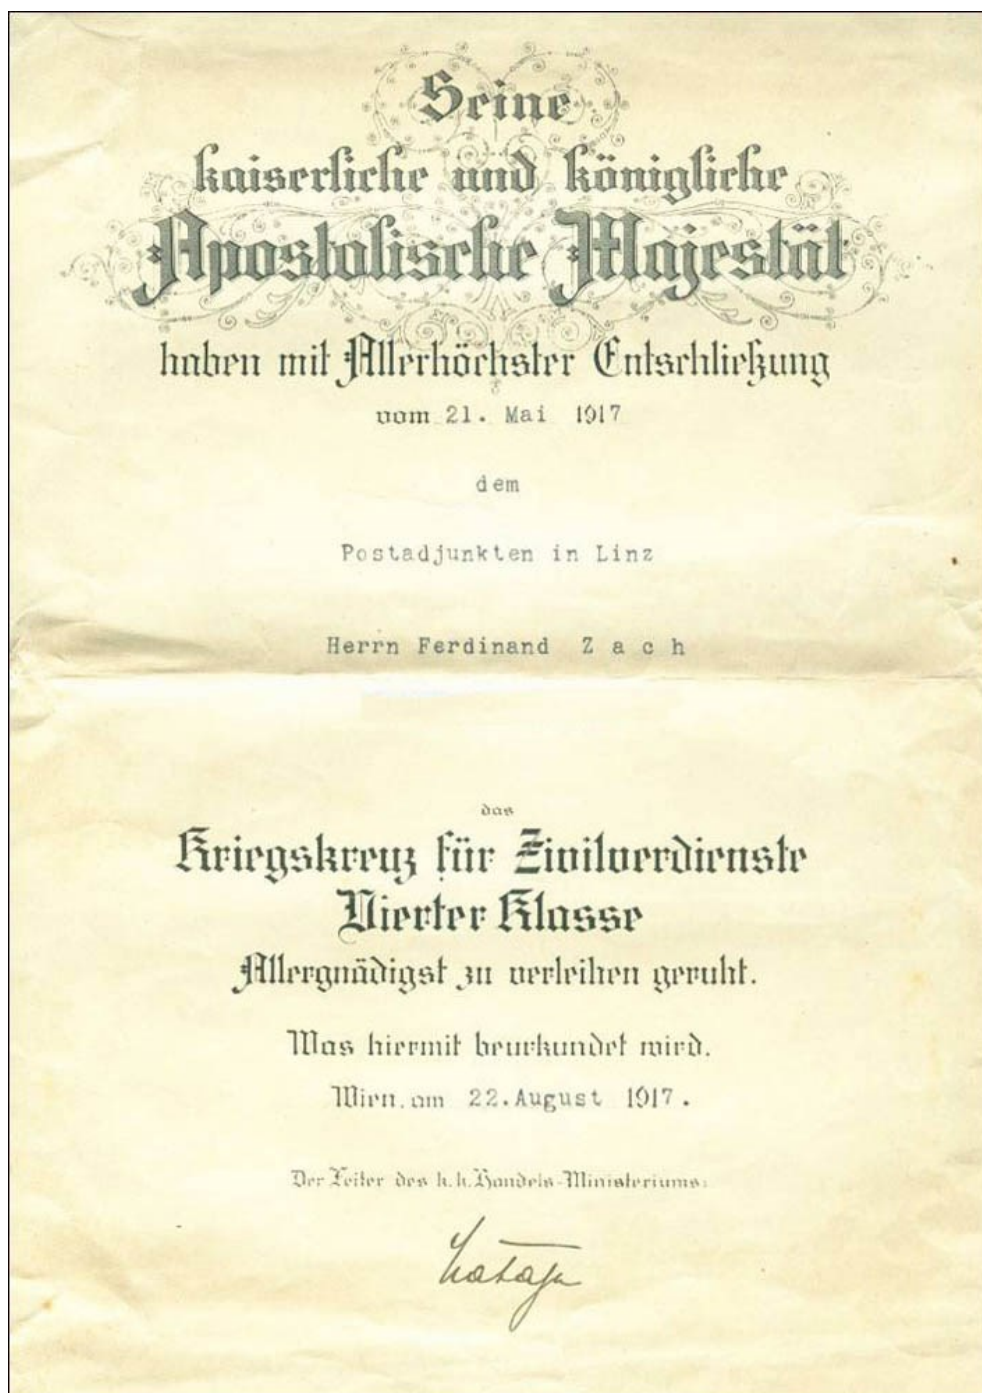 Seine
kaiserliche und königliche
Apostolische Majestät
haben mit Allerhöchster Entschließung
vom 21. Mai 1917
dem
Postadjunkten in Linz
Herrn Ferdinand Z a c h
das
Kriegskreuz für Zivilverdienste
Vierter Klasse
Allergnädigst zu verleihen geruht.
Was hiermit beurkundet wird.
Wien, am 22. August 1917.
Der Leiter des k. k. Handels-Ministeriums:
Mataja